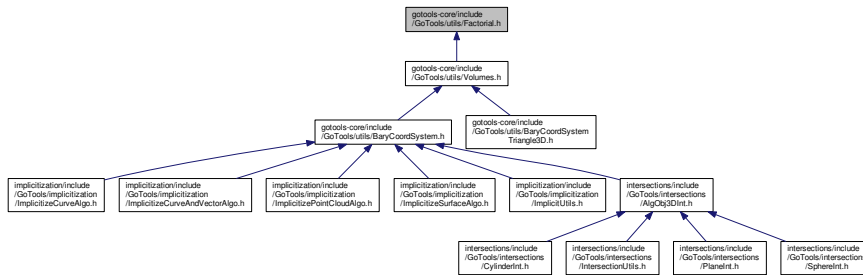 gotools-core/include
/GoTools/utils/Factorial.h
gotools-core/include
/GoTools/utils/Volumes.h
gotools-core/include
/GoTools/utils/BaryCoordSystem.h
gotools-core/include
/GoTools/utils/BaryCoordSystem
Triangle3D.h
implicitization/include
/GoTools/implicitization
/ImplicitizeCurveAlgo.h
implicitization/include
/GoTools/implicitization
/ImplicitizeCurveAndVectorAlgo.h
implicitization/include
/GoTools/implicitization
/ImplicitizePointCloudAlgo.h
implicitization/include
/GoTools/implicitization
/ImplicitizeSurfaceAlgo.h
implicitization/include
/GoTools/implicitization
/ImplicitUtils.h
intersections/include
/GoTools/intersections
/AlgObj3DInt.h
intersections/include
/GoTools/intersections
/CylinderInt.h
intersections/include
/GoTools/intersections
/IntersectionUtils.h
intersections/include
/GoTools/intersections
/PlaneInt.h
intersections/include
/GoTools/intersections
/SphereInt.h